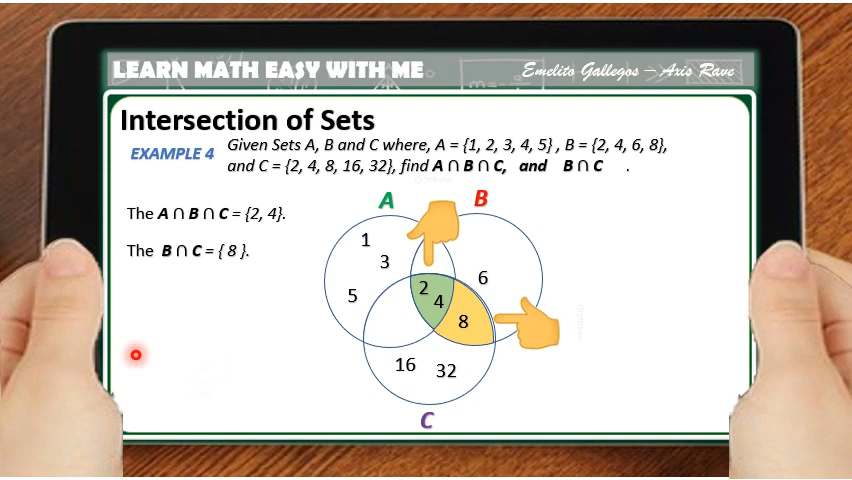 LEARN MATH EASY WITH ME
Emelito Gallegos – Axis Rave
Intersection of Sets
EXAMPLE 4
Given Sets A, B and C where, A = {1, 2, 3, 4, 5} , B = {2, 4, 6, 8},
and C = {2, 4, 8, 16, 32}, find A ∩ B ∩ C, and B ∩ C .
The A ∩ B ∩ C = {2, 4}.
The B ∩ C = { 8 }.
A
B
1
3
5
2
4
6
8
16
32
C